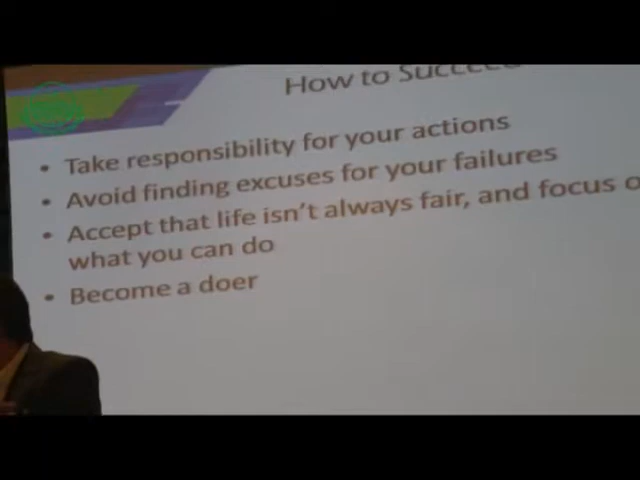 How to Succeed
• Take responsibility for your actions
• Avoid finding excuses for your failures
• Accept that life isn't always fair, and focus o
what you can do
• Become a doer